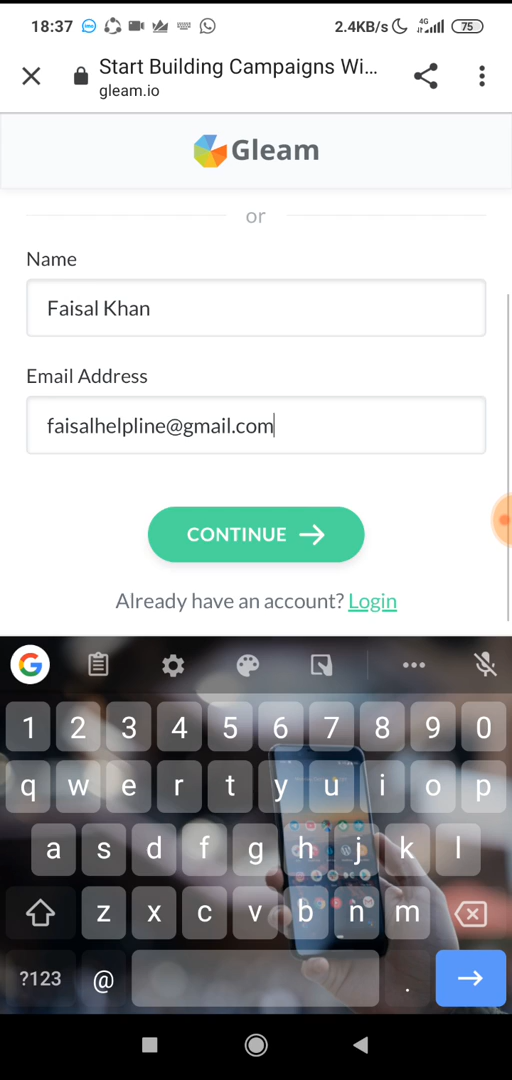 18:37 2.4KB/s 4G 75
Start Building Campaigns Wi...
gleam.io
Gleam
or
Name
Faisal Khan
Email Address
faisalhelpline@gmail.com
CONTINUE →
Already have an account? Login
G
1 2 3 4 5 6 7 8 9 0
q w e r t y u i o p
a s d f g h j k l
z x c v b n m
?123 @ .